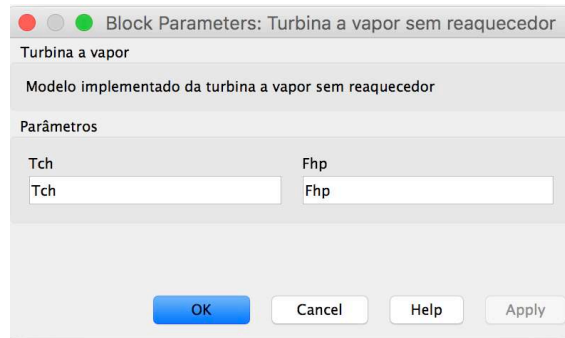 Block Parameters: Turbina a vapor sem reaquecedor
Turbina a vapor
Modelo implementado da turbina a vapor sem reaquecedor
Parâmetros
Tch Fhp
Tch Fhp
OK Cancel Help Apply